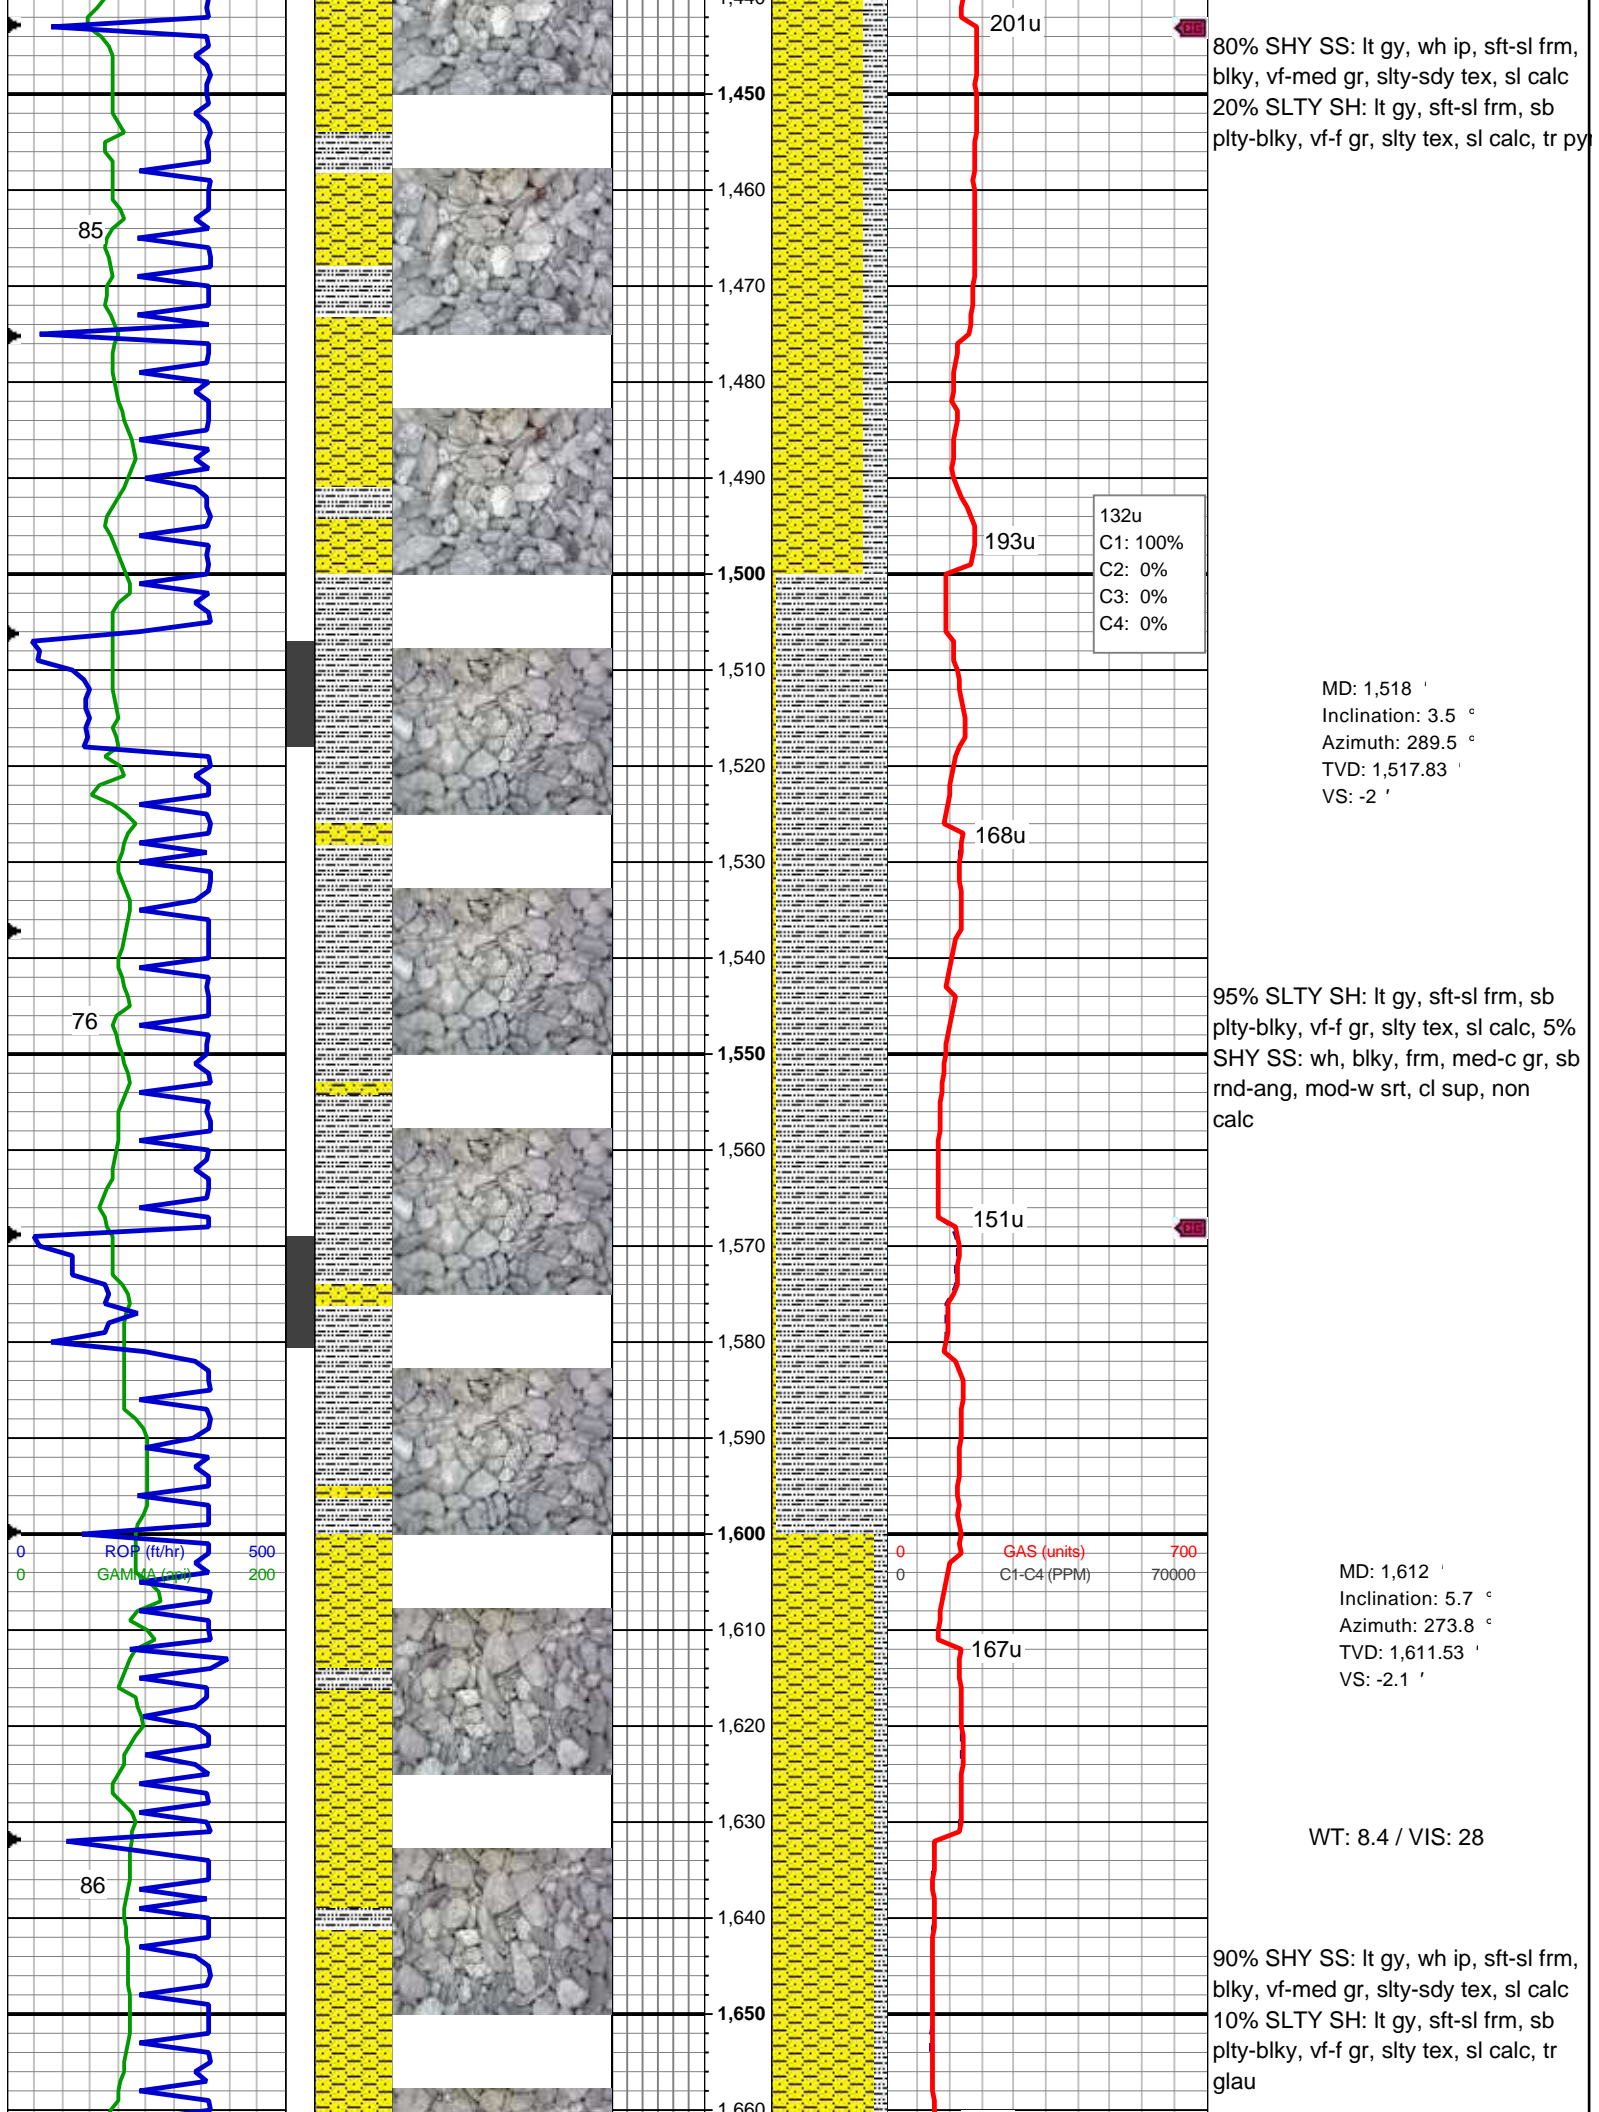 1,440
201u
CG
80% SHY SS: lt gy, wh ip, sft-sl frm,
blky, vf-med gr, slty-sdy tex, sl calc
1,450
20% SLTY SH: lt gy, sft-sl frm, sb
plty-blky, vf-f gr, slty tex, sl calc, tr pyr
1,460
85
1,470
1,480
1,490
132u
193u
C1: 100%
C2: 0%
1,500
C3: 0%
C4: 0%
1,510
MD: 1,518 '
Inclination: 3.5 °
Azimuth: 289.5 °
1,520
TVD: 1,517.83 '
VS: -2 '
168u
1,530
1,540
95% SLTY SH: lt gy, sft-sl frm, sb
76
plty-blky, vf-f gr, slty tex, sl calc, 5%
1,550
SHY SS: wh, blky, frm, med-c gr, sb
rnd-ang, mod-w srt, cl sup, non
calc
1,560
151u
CG
1,570
1,580
1,590
1,600
0 ROP (ft/hr) 500
0 GAS (units) 700
0 GAMMA (api) 200
0 C1-C4 (PPM) 70000
MD: 1,612 '
Inclination: 5.7 °
1,610
Azimuth: 273.8 °
167u
TVD: 1,611.53 '
VS: -2.1 '
1,620
1,630
WT: 8.4 / VIS: 28
86
1,640
90% SHY SS: lt gy, wh ip, sft-sl frm,
blky, vf-med gr, slty-sdy tex, sl calc
1,650
10% SLTY SH: lt gy, sft-sl frm, sb
plty-blky, vf-f gr, slty tex, sl calc, tr
glau
1,660